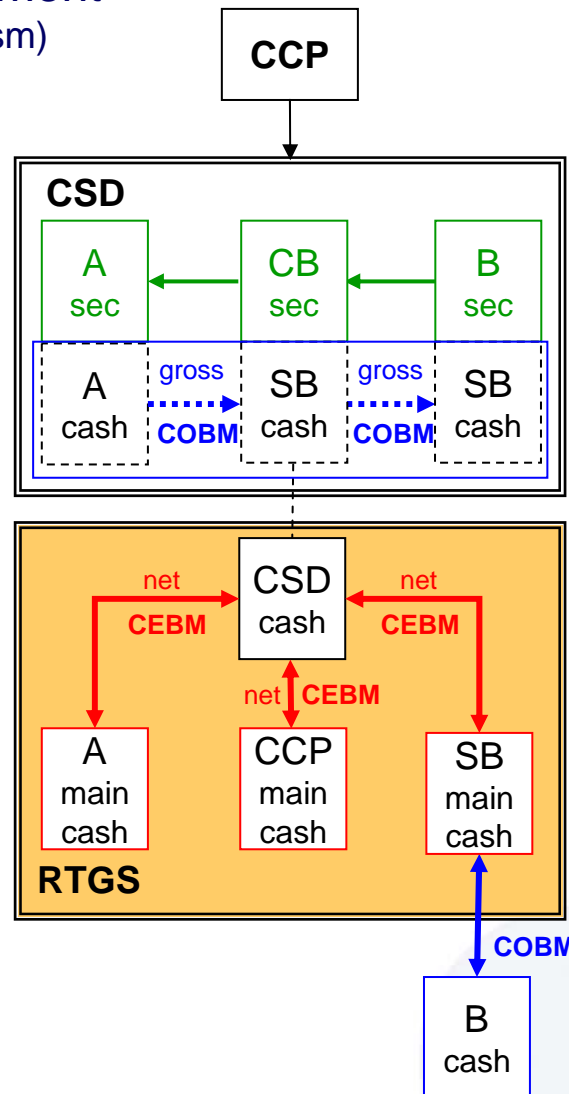 sm)
CCP
CSD
A
sec
CB
sec
B
sec
A
cash
gross
COBM
SB
cash
gross
COBM
SB
cash
net
CEBM
CSD
cash
net
CEBM
net CEBM
A
main
cash
CCP
main
cash
SB
main
cash
RTGS
COBM
B
cash